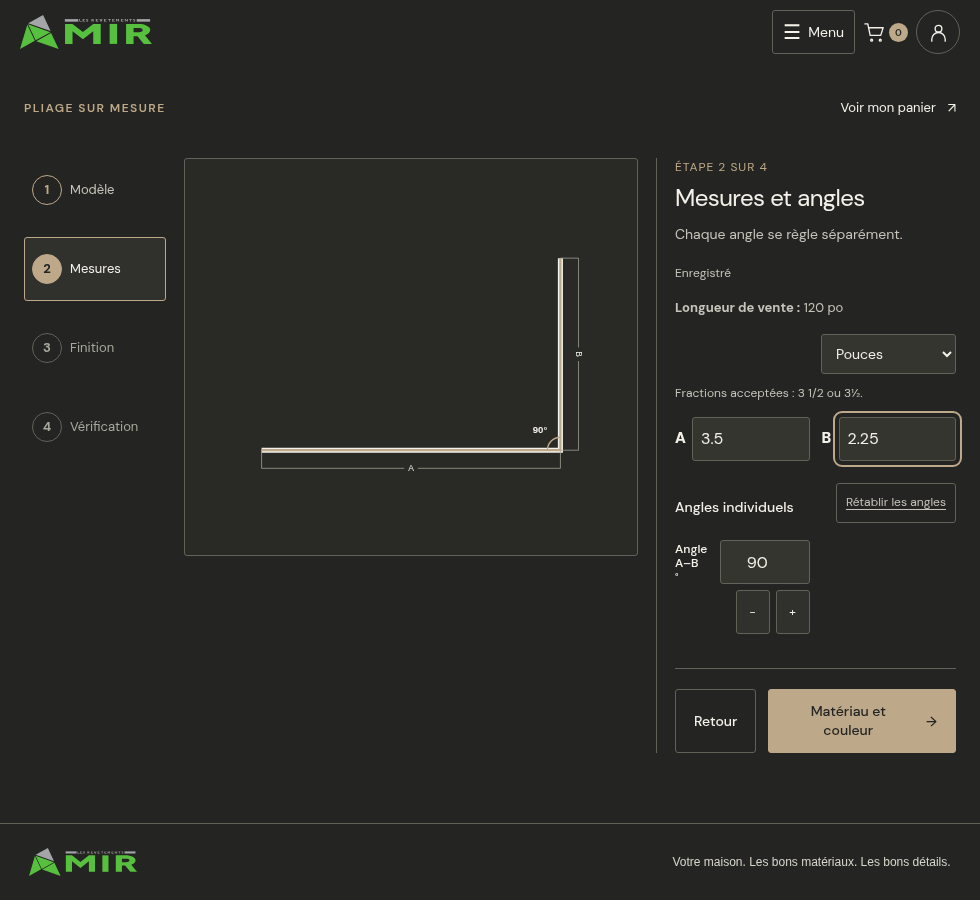 LES REVÊTEMENTS
MIR
Menu
0
PLIAGE SUR MESURE
Voir mon panier
1 Modèle
2 Mesures
3 Finition
4 Vérification
90°
A
B
ÉTAPE 2 SUR 4
Mesures et angles
Chaque angle se règle séparément.
Enregistré
Longueur de vente : 120 po
Pouces
Fractions acceptées : 3 1/2 ou 3½.
A 3.5 B 2.25
Angles individuels
Rétablir les angles
Angle
A–B
°
90
− +
Retour
Matériau et
couleur
LES REVÊTEMENTS
MIR
Votre maison. Les bons matériaux. Les bons détails.